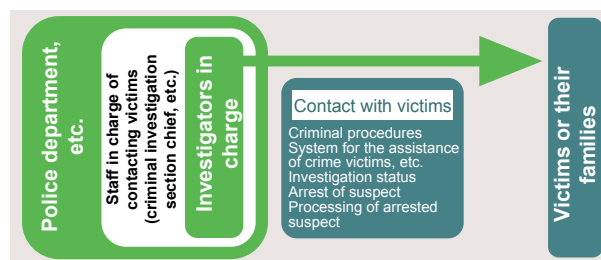 Police department,
etc.
Staff in charge of
contacting victims
(criminal investigation
section chief, etc.)
Investigators in
charge
Contact with victims
Criminal procedures
System for the assistance
of crime victims, etc.
Investigation status
Arrest of suspect
Processing of arrested
suspect
Victims or their
families